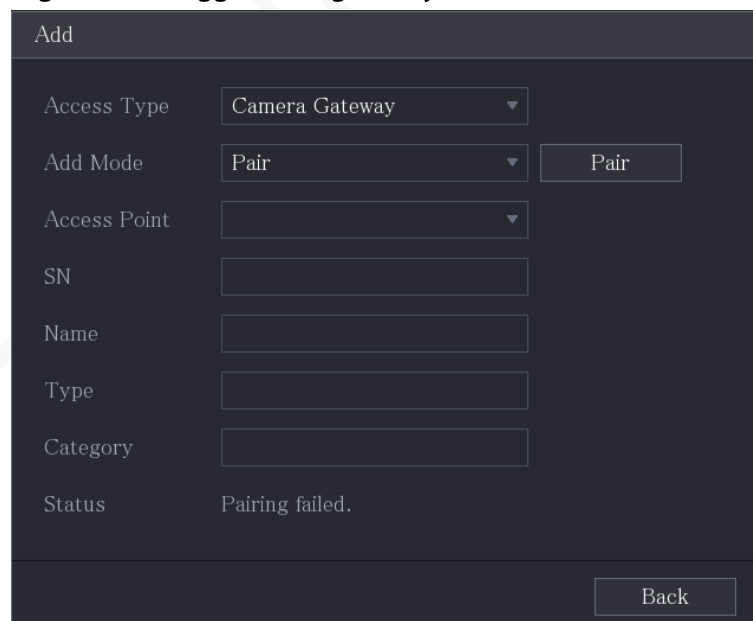 Add
Access Type Camera Gateway
Add Mode Pair Pair
Access Point
SN
Name
Type
Category
Status Pairing failed.
Back